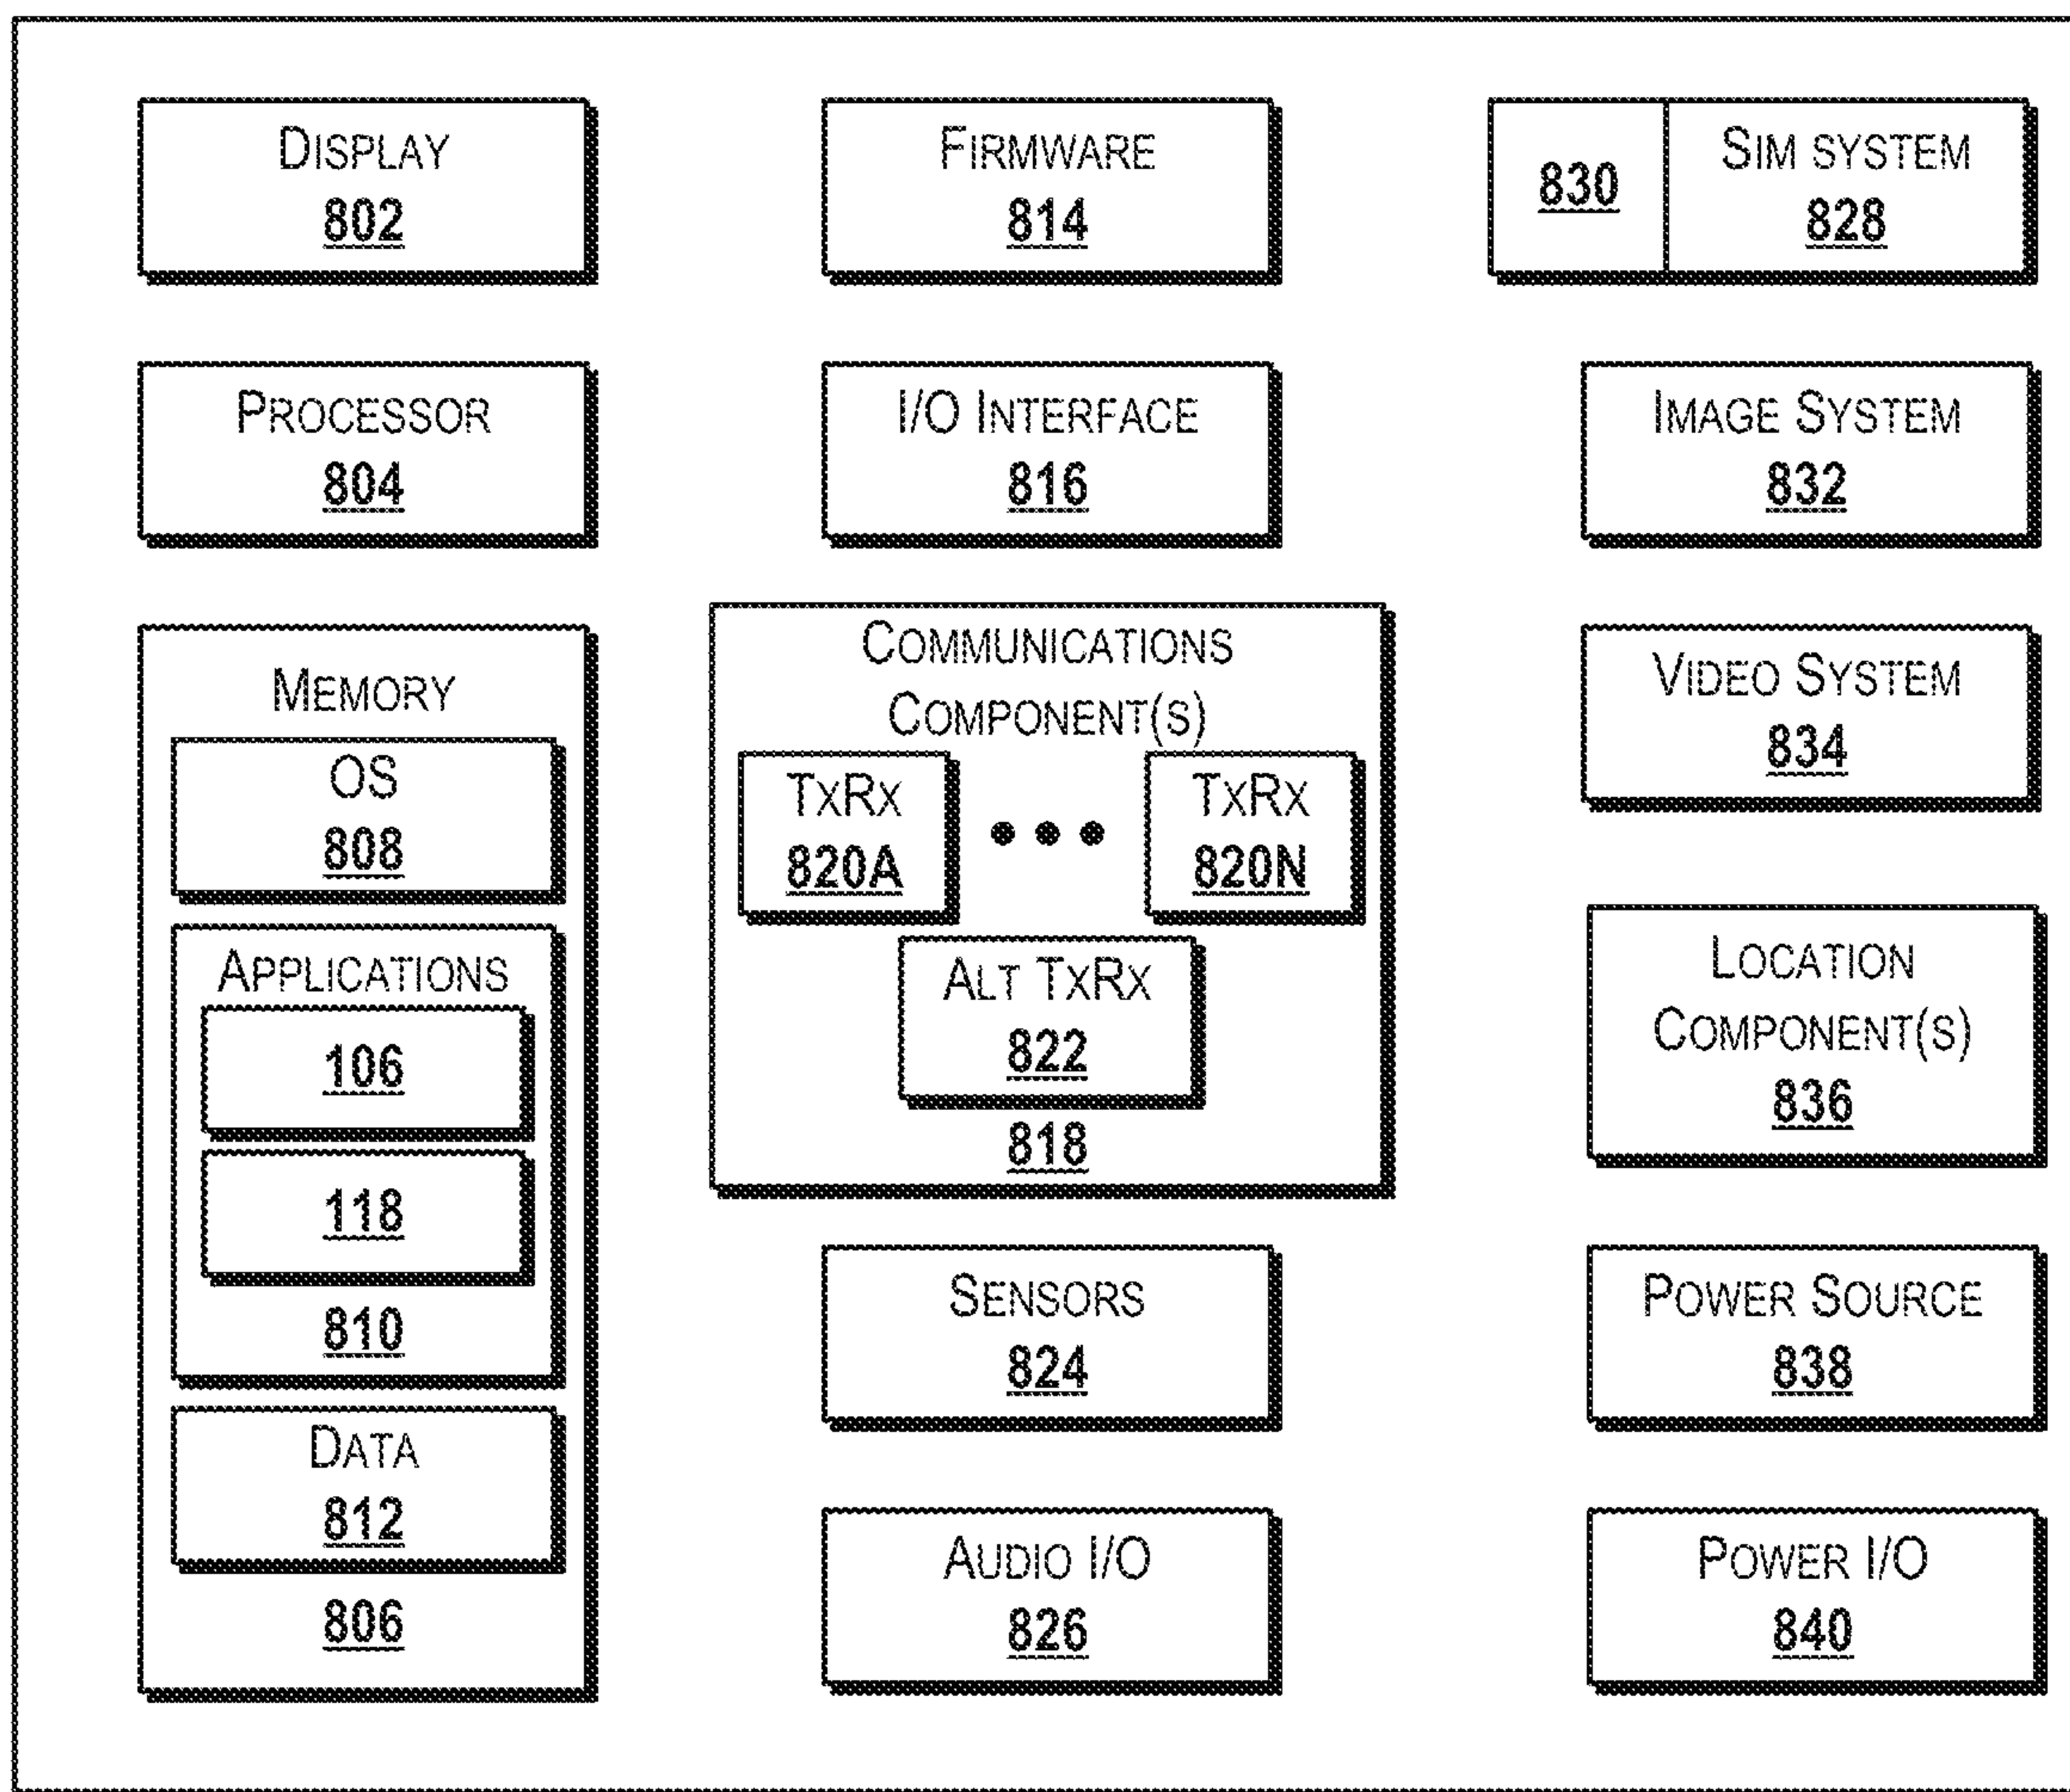 DISPLAY
802
PROCESSOR
804
MEMORY
OS
808
APPLICATIONS
106
118
810
DATA
812
806
FIRMWARE
814
I/O INTERFACE
816
COMMUNICATIONS
COMPONENT(S)
TXRX
820A
TXRX
820N
ALT TXRX
822
818
SENSORS
824
AUDIO I/O
826
830
SIM SYSTEM
828
IMAGE SYSTEM
832
VIDEO SYSTEM
834
LOCATION
COMPONENT(S)
836
POWER SOURCE
838
POWER I/O
840